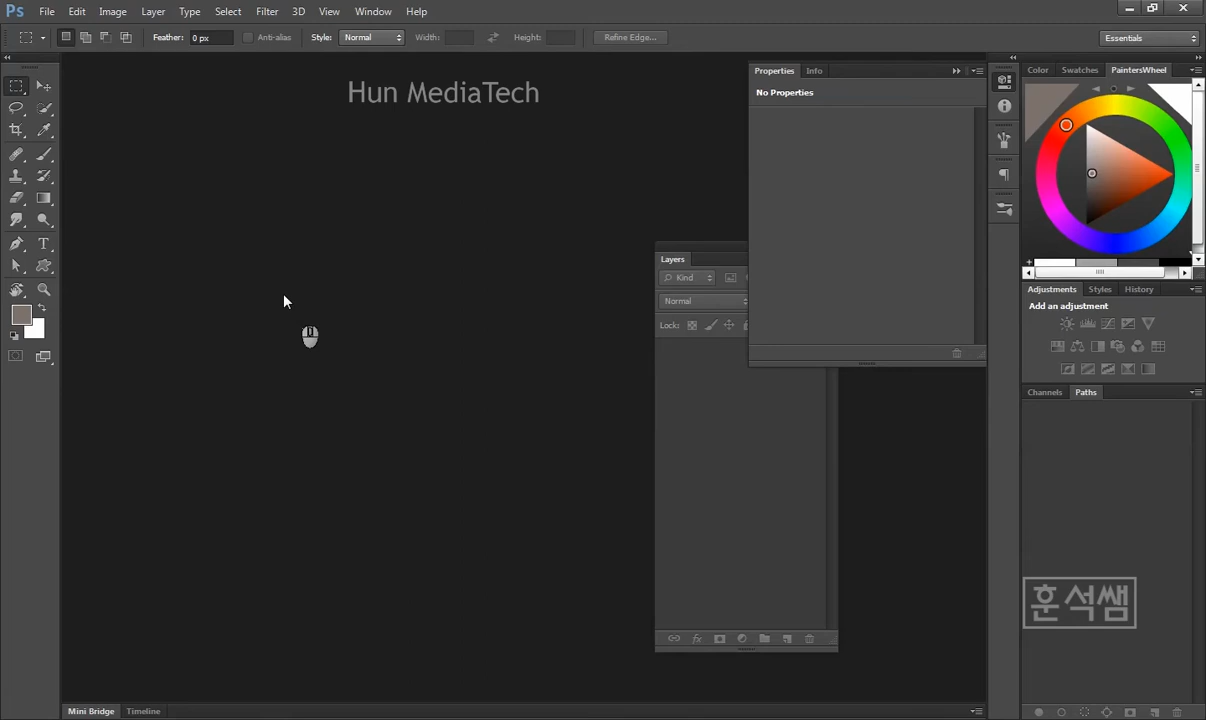 Ps File Edit Image Layer Type Select Filter 3D View Window Help
Feather: 0 px Anti-alias Style: Normal Width: Height: Refine Edge... Essentials
Hun MediaTech
Properties Info
No Properties
Color Swatches PaintersWheel
Layers
Kind
Normal
Lock:
Adjustments Styles History
Add an adjustment
Channels Paths
훈석쌤
Mini Bridge Timeline